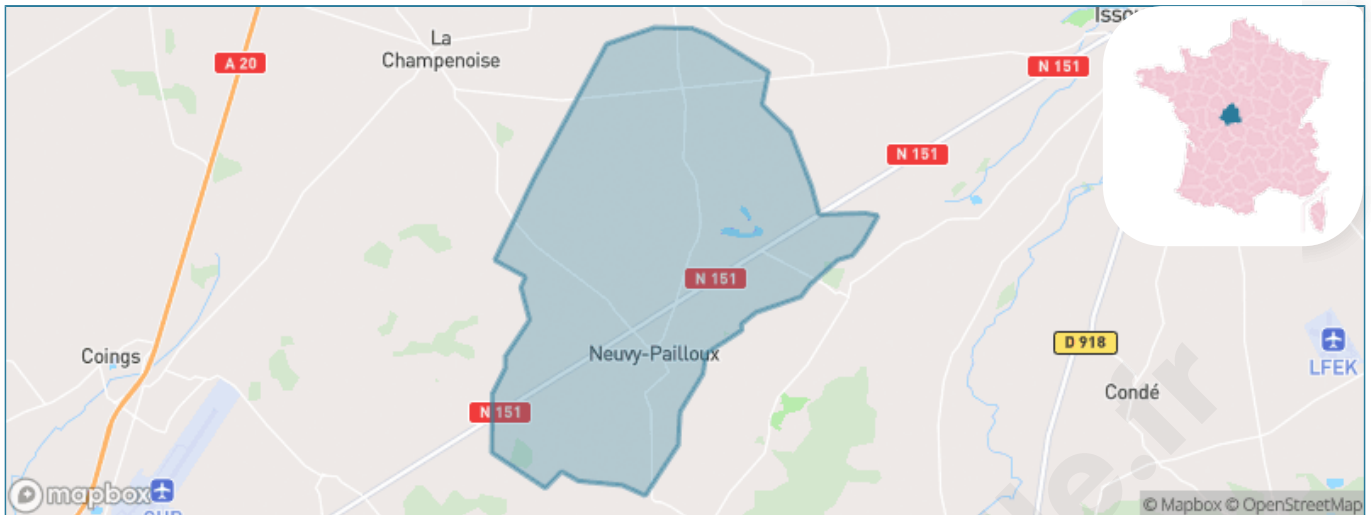 La
Champenoise
A 20
N 151
N 151
N 151
Neuvy-Pailloux
Coings
N 151
D 918
Condé
LFEK
mapbox
© Mapbox © OpenStreetMap